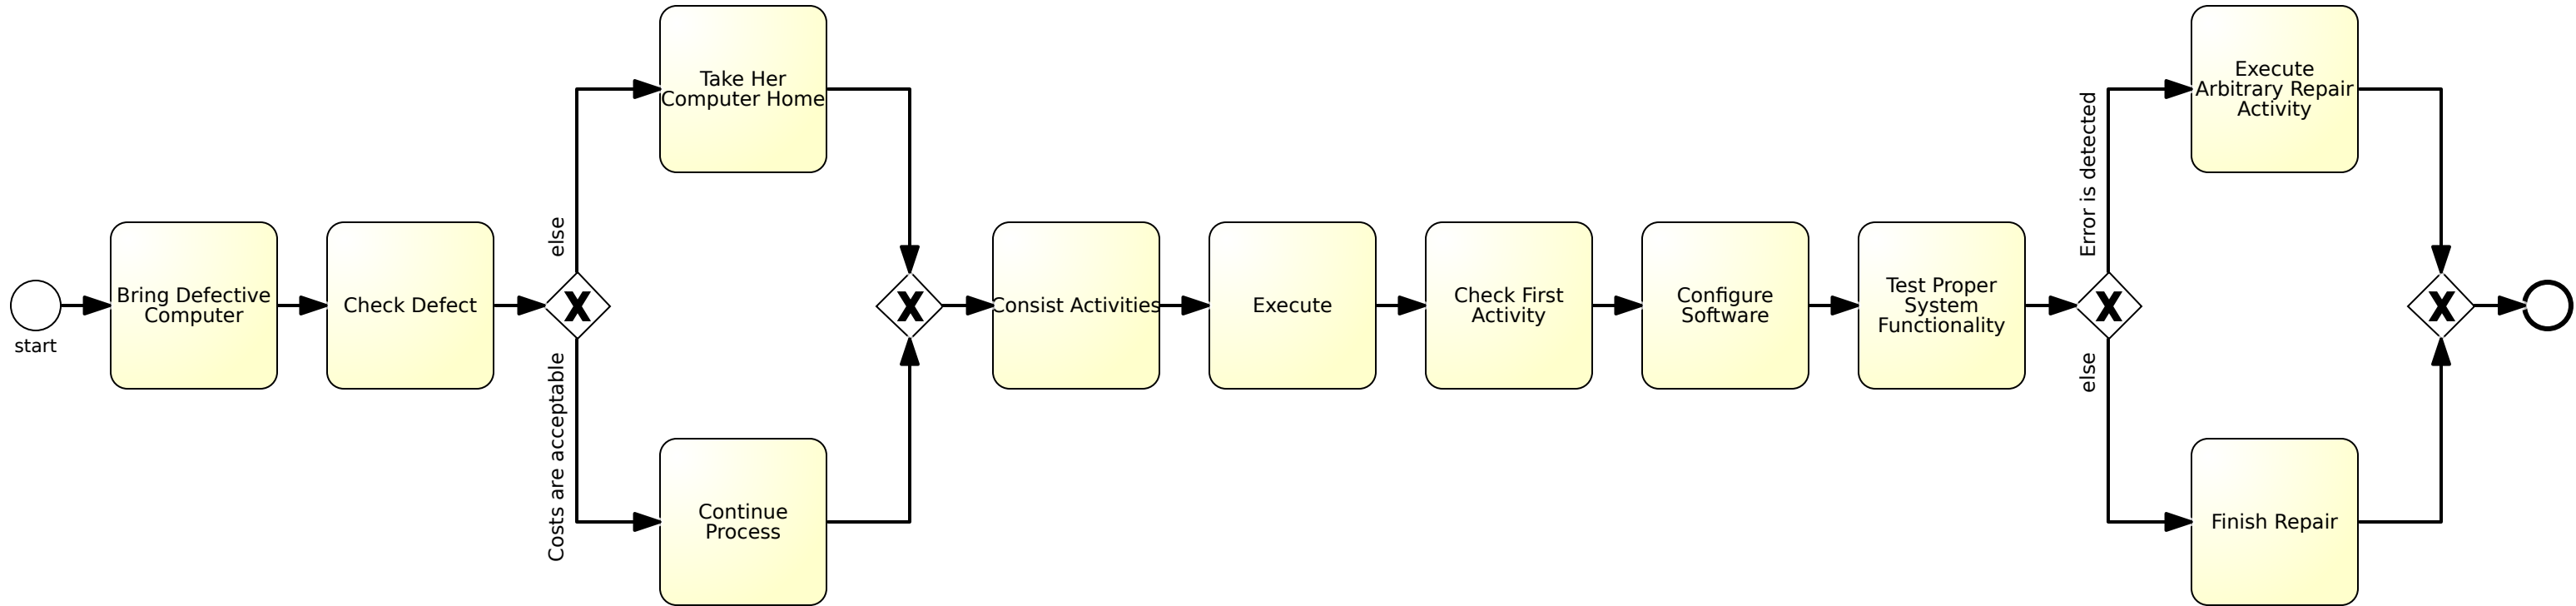 start
Bring Defective
Computer
Check Defect
else
Costs are acceptable
Take Her
Computer Home
Continue
Process
X
X
Consist Activities
Execute
Check First
Activity
Configure
Software
Test Proper
System
Functionality
X
Error is detected
else
Execute
Arbitrary Repair
Activity
Finish Repair
X